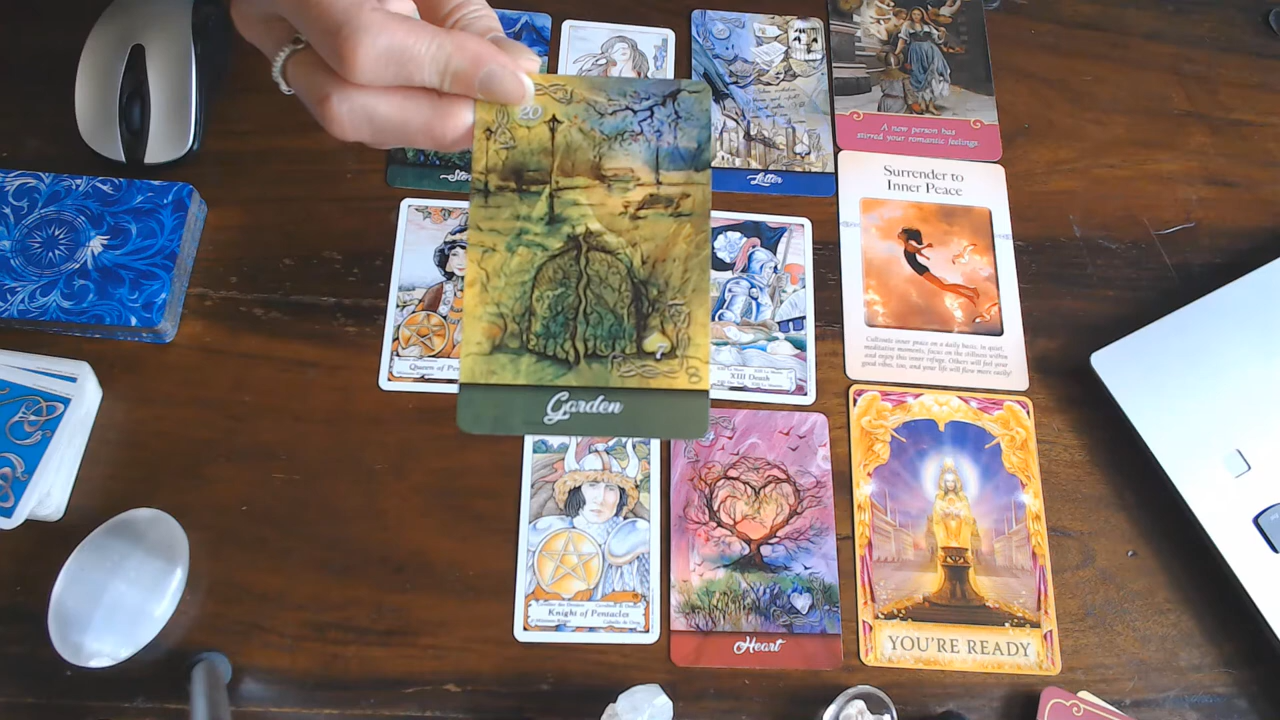 20
Letter
A new person has
stirred your romantic feelings.
Surrender to
Inner Peace
Cultivate inner peace on a daily basis. In quiet,
meditative moments, focus on the stillness within
and enjoy this inner refuge. Others will feel your
good vibes, too, and your life will flow more easily!
Queen of Pen
XIII Death
Garden
Knight of Pentacles
Heart
YOU'RE READY